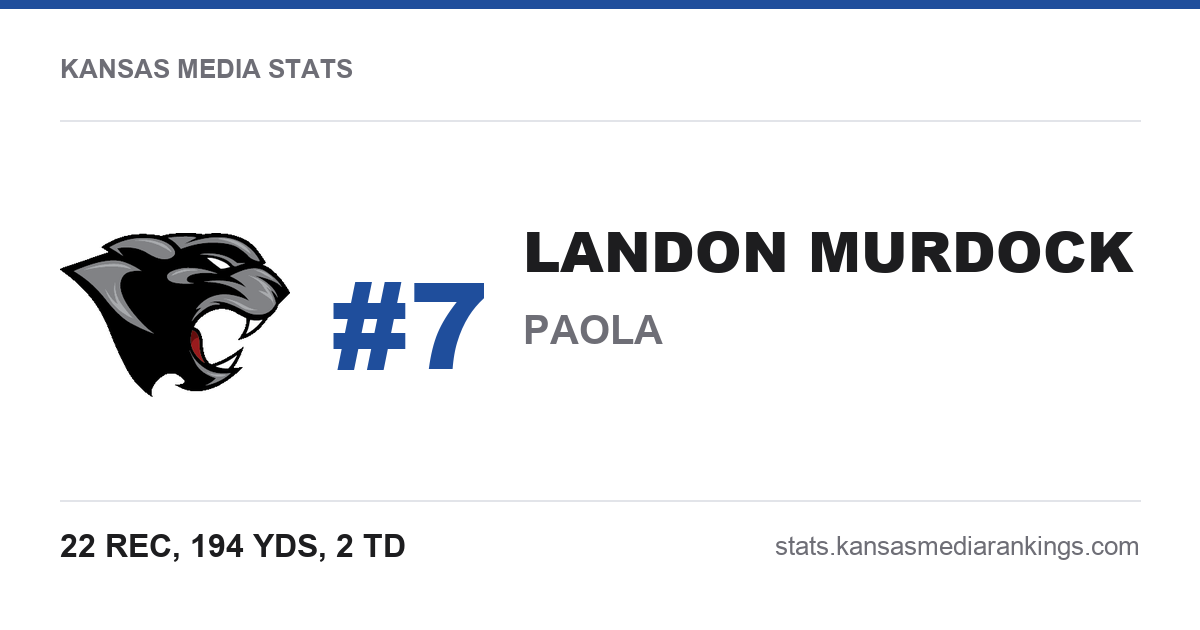 KANSAS MEDIA STATS
#7
LANDON MURDOCK
PAOLA
22 REC, 194 YDS, 2 TD
stats.kansasmediarankings.com